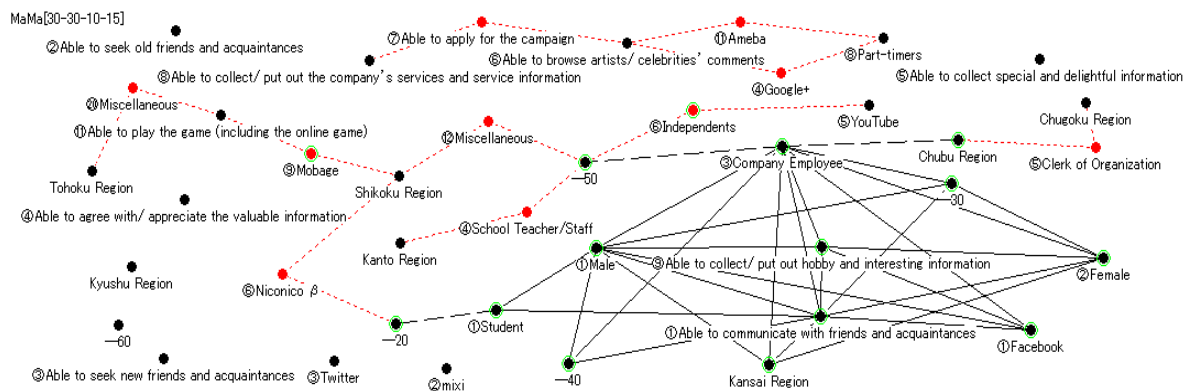 MaMa[30-30-10-15]
②Able to seek old friends and acquaintances
⑦Able to apply for the campaign
⑪Ameba
⑥Able to browse artists/ celebrities' comments
⑧Part-timers
⑧Able to collect/ put out the company's services and service information
⑤Able to collect special and delightful information
④Google+
⑳Miscellaneous
⑪Able to play the game (including the online game)
⑫Miscellaneous
⑥Independents
⑤YouTube
Chugoku Region
⑨Mobage
③Company Employee
Chubu Region
⑤Clerk of Organization
Tohoku Region
Shikoku Region
—50
—30
④Able to agree with/ appreciate the valuable information
④School Teacher/Staff
Kanto Region
①Male
⑨Able to collect/ put out hobby and interesting information
②Female
Kyushu Region
⑥Niconico β
—60
—20
①Student
①Able to communicate with friends and acquaintances
①Facebook
③Able to seek new friends and acquaintances
③Twitter
②mixi
—40
Kansai Region